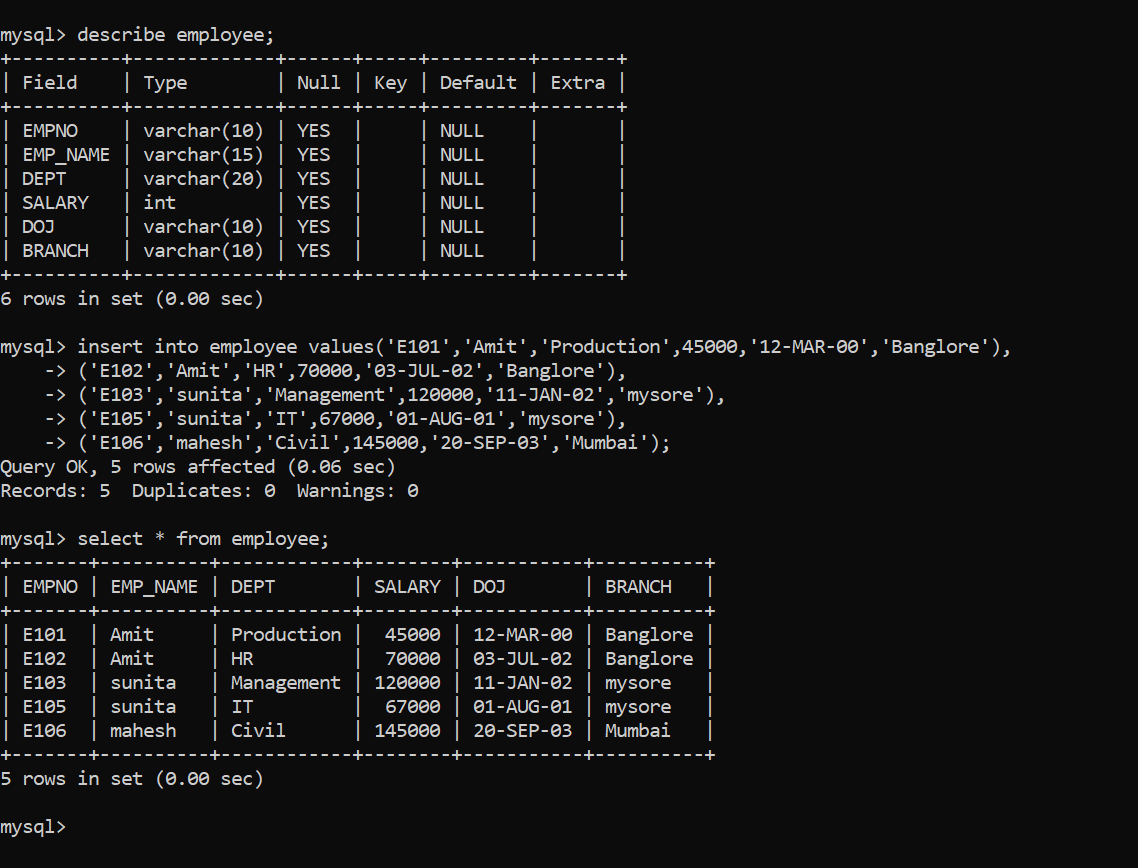 mysql> describe employee;
+----------+-------------+------+-----+---------+-------+
| Field    | Type        | Null | Key | Default | Extra |
+----------+-------------+------+-----+---------+-------+
| EMPNO    | varchar(10) | YES  |     | NULL    |       |
| EMP_NAME | varchar(15) | YES  |     | NULL    |       |
| DEPT     | varchar(20) | YES  |     | NULL    |       |
| SALARY   | int         | YES  |     | NULL    |       |
| DOJ      | varchar(10) | YES  |     | NULL    |       |
| BRANCH   | varchar(10) | YES  |     | NULL    |       |
+----------+-------------+------+-----+---------+-------+
6 rows in set (0.00 sec)

mysql> insert into employee values('E101','Amit','Production',45000,'12-MAR-00','Banglore'),
    -> ('E102','Amit','HR',70000,'03-JUL-02','Banglore'),
    -> ('E103','sunita','Management',120000,'11-JAN-02','mysore'),
    -> ('E105','sunita','IT',67000,'01-AUG-01','mysore'),
    -> ('E106','mahesh','Civil',145000,'20-SEP-03','Mumbai');
Query OK, 5 rows affected (0.06 sec)
Records: 5  Duplicates: 0  Warnings: 0

mysql> select * from employee;
+-------+----------+------------+--------+-----------+----------+
| EMPNO | EMP_NAME | DEPT       | SALARY | DOJ       | BRANCH   |
+-------+----------+------------+--------+-----------+----------+
| E101  | Amit     | Production |  45000 | 12-MAR-00 | Banglore |
| E102  | Amit     | HR         |  70000 | 03-JUL-02 | Banglore |
| E103  | sunita   | Management | 120000 | 11-JAN-02 | mysore   |
| E105  | sunita   | IT         |  67000 | 01-AUG-01 | mysore   |
| E106  | mahesh   | Civil      | 145000 | 20-SEP-03 | Mumbai   |
+-------+----------+------------+--------+-----------+----------+
5 rows in set (0.00 sec)

mysql>